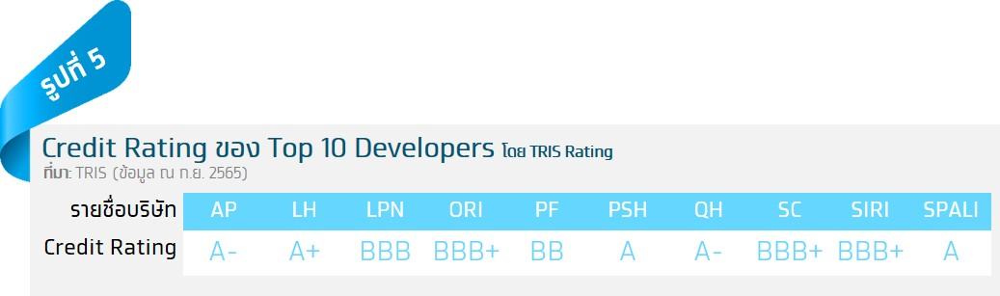 รูปที่ 5
Credit Rating ของ Top 10 Developers โดย TRIS Rating
ที่มา: TRIS (ข้อมูล ณ ก.ย. 2565)
รายชื่อบริษัท AP LH LPN ORI PF PSH QH SC SIRI SPALI
Credit Rating A- A+ BBB BBB+ BB A A- BBB+ BBB+ A